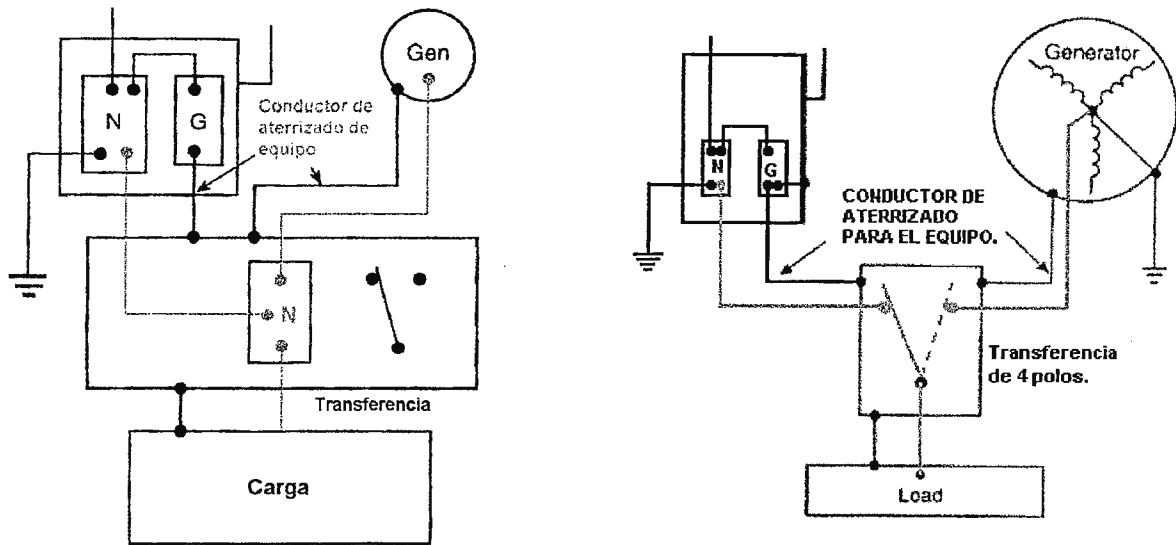 Gen
N
G
Conductor de
aterrizado de
equipo
N
Transferencia
Carga
Generator
N
G
CONDUCTOR DE
ATERRIZADO
PARA EL EQUIPO.
Transferencia
de 4 polos.
Load